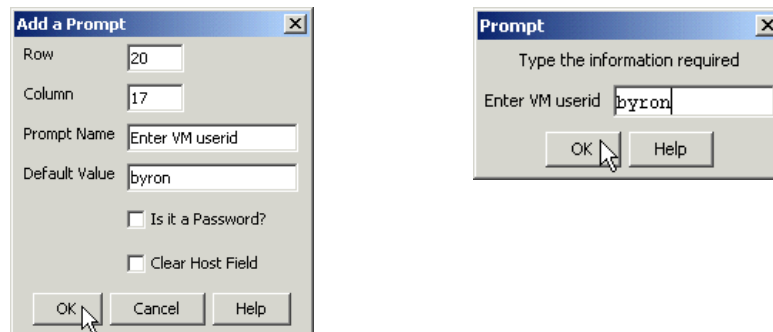 Add a Prompt
Row 20
Column 17
Prompt Name Enter VM userid
Default Value byron
Is it a Password?
Clear Host Field
OK Cancel Help
Prompt
Type the information required
Enter VM userid byron
OK Help